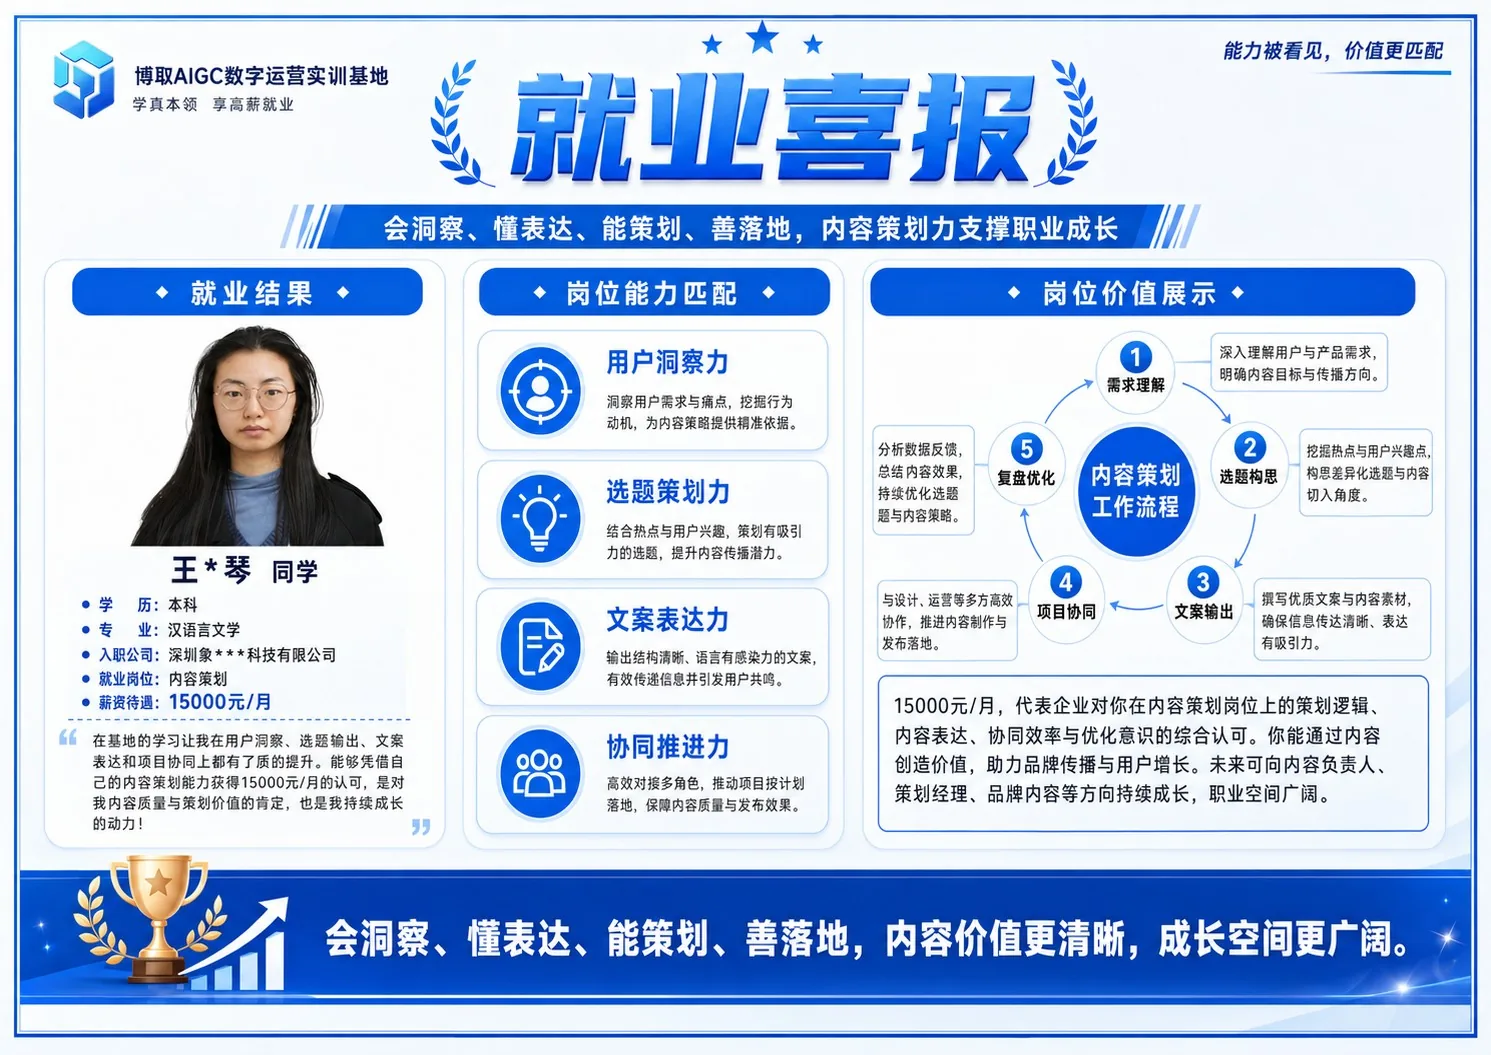 博取AIGC数字运营实训基地
学真本领 享高薪就业
能力被看见，价值更匹配
就业喜报
会洞察、懂表达、能策划、善落地，内容策划力支撑职业成长
就业结果
王*琴 同学
学 历：本科
专 业：汉语言文学
入职公司：深圳象***科技有限公司
就业岗位：内容策划
薪资待遇：15000元/月
在基地的学习让我在用户洞察、选题输出、文案
表达和项目协同上都有了质的提升。能够凭借自
己的内容策划能力获得15000元/月的认可，是对
我内容质量与策划价值的肯定，也是我持续成长
的动力！
岗位能力匹配
用户洞察力
洞察用户需求与痛点，挖掘行为
动机，为内容策略提供精准依据。
选题策划力
结合热点与用户兴趣，策划有吸引
力的选题，提升内容传播潜力。
文案表达力
输出结构清晰、语言有感染力的文案，
有效传递信息并引发用户共鸣。
协同推进力
高效对接多角色，推动项目按计划
落地，保障内容质量与发布效果。
岗位价值展示
内容策划
工作流程
1
需求理解
深入理解用户与产品需求，
明确内容目标与传播方向。
2
选题构思
挖掘热点与用户兴趣点，
构思差异化选题与内容
切入角度。
3
文案输出
撰写优质文案与内容素材，
确保信息传达清晰、表达
有吸引力。
4
项目协同
与设计、运营等多方高效
协作，推进内容制作与
发布落地。
5
复盘优化
分析数据反馈，
总结内容效果，
持续优化选题
题与内容策略。
15000元/月，代表企业对你在内容策划岗位上的策划逻辑、
内容表达、协同效率与优化意识的综合认可。你能通过内容
创造价值，助力品牌传播与用户增长。未来可向内容负责人、
策划经理、品牌内容等方向持续成长，职业空间广阔。
会洞察、懂表达、能策划、善落地，内容价值更清晰，成长空间更广阔。